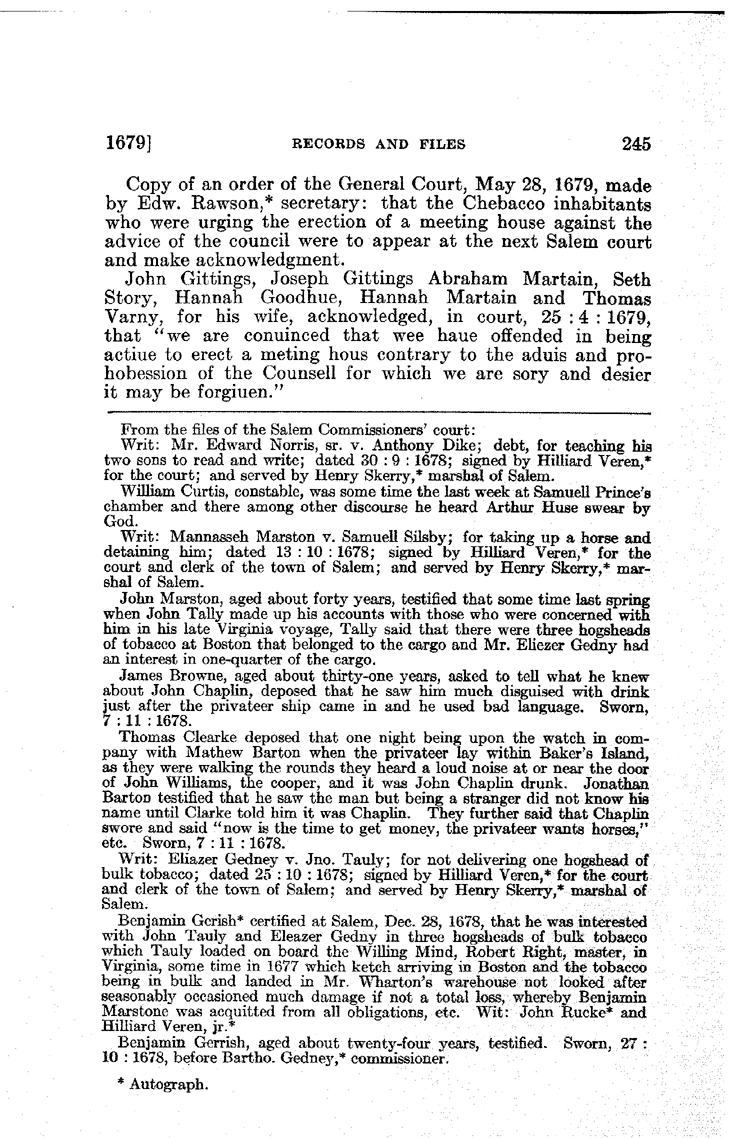 1679] RECORDS AND FILES 245
Copy of an order of the General Court, May 28, 1679, made
by Edw. Rawson,* secretary: that the Chebacco inhabitants
who were urging the erection of a meeting house against the
advice of the council were to appear at the next Salem court
and make acknowledgment.
John Gittings, Joseph Gittings Abraham Martain, Seth
Story, Hannah Goodhue, Hannah Martain and Thomas
Varny, for his wife, acknowledged, in court, 25 : 4 : 1679,
that "we are conuinced that wee haue offended in being
actiue to erect a meting hous contrary to the aduis and pro-
hobession of the Counsell for which we are sory and desier
it may be forgiuen."
From the files of the Salem Commissioners' court:
Writ: Mr. Edward Norris, sr. v. Anthony Dike; debt, for teaching his
two sons to read and write; dated 30 : 9 : 1678; signed by Hilliard Veren,*
for the court; and served by Henry Skerry,* marshal of Salem.
William Curtis, constable, was some time the last week at Samuell Prince's
chamber and there among other discourse he heard Arthur Huse swear by
God.
Writ: Mannasseh Marston v. Samuell Silsby; for taking up a horse and
detaining him; dated 13 : 10 : 1678; signed by Hilliard Veren,* for the
court and clerk of the town of Salem; and served by Henry Skerry,* mar-
shal of Salem.
John Marston, aged about forty years, testified that some time last spring
when John Tally made up his accounts with those who were concerned with
him in his late Virginia voyage, Tally said that there were three hogsheads
of tobacco at Boston that belonged to the cargo and Mr. Eliezer Gedny had
an interest in one-quarter of the cargo.
James Browne, aged about thirty-one years, asked to tell what he knew
about John Chaplin, deposed that he saw him much disguised with drink
just after the privateer ship came in and he used bad language. Sworn,
7 : 11 : 1678.
Thomas Clearke deposed that one night being upon the watch in com-
pany with Mathew Barton when the privateer lay within Baker's Island,
as they were walking the rounds they heard a loud noise at or near the door
of John Williams, the cooper, and it was John Chaplin drunk. Jonathan
Barton testified that he saw the man but being a stranger did not know his
name until Clarke told him it was Chaplin. They further said that Chaplin
swore and said "now is the time to get money, the privateer wants horses,"
etc. Sworn, 7 : 11 : 1678.
Writ: Eliazer Gedney v. Jno. Tauly; for not delivering one hogshead of
bulk tobacco; dated 25 : 10 : 1678; signed by Hilliard Veren,* for the court
and clerk of the town of Salem; and served by Henry Skerry,* marshal of
Salem.
Benjamin Gerish* certified at Salem, Dec. 28, 1678, that he was interested
with John Tauly and Eleazer Gedny in three hogsheads of bulk tobacco
which Tauly loaded on board the Willing Mind, Robert Right, master, in
Virginia, some time in 1677 which ketch arriving in Boston and the tobacco
being in bulk and landed in Mr. Wharton's warehouse not looked after
seasonably occasioned much damage if not a total loss, whereby Benjamin
Marstone was acquitted from all obligations, etc. Wit: John Rucke* and
Hilliard Veren, jr.*
Benjamin Gerrish, aged about twenty-four years, testified. Sworn, 27 :
10 : 1678, before Bartho. Gedney,* commissioner.
* Autograph.